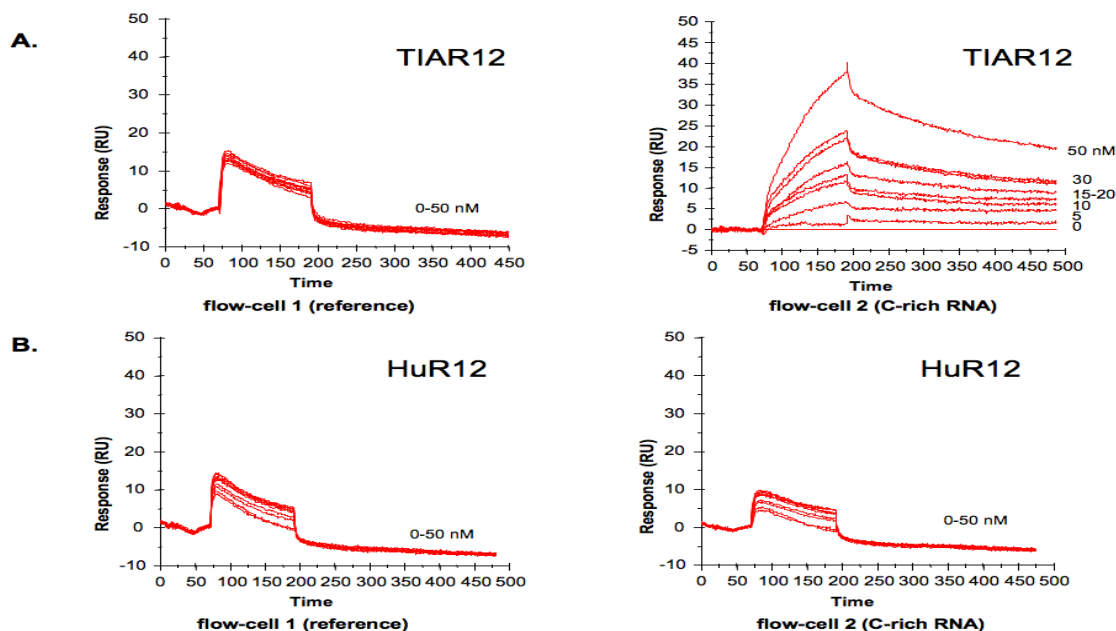 A.
TIAR12
Response (RU)
50
40
30
20
10
0
-10
0-50 nM
0 50 100 150 200 250 300 350 400 450
Time
flow-cell 1 (reference)
TIAR12
Response (RU)
50
45
40
35
30
25
20
15
10
5
0
-5
50 nM
30
15-20
10
5
0
0 50 100 150 200 250 300 350 400 450 500
Time
flow-cell 2 (C-rich RNA)
B.
HuR12
Response (RU)
50
40
30
20
10
0
-10
0-50 nM
0 50 100 150 200 250 300 350 400 450 500
Time
flow-cell 1 (reference)
HuR12
Response (RU)
50
40
30
20
10
0
-10
0-50 nM
0 50 100 150 200 250 300 350 400 450 500
Time
flow-cell 2 (C-rich RNA)